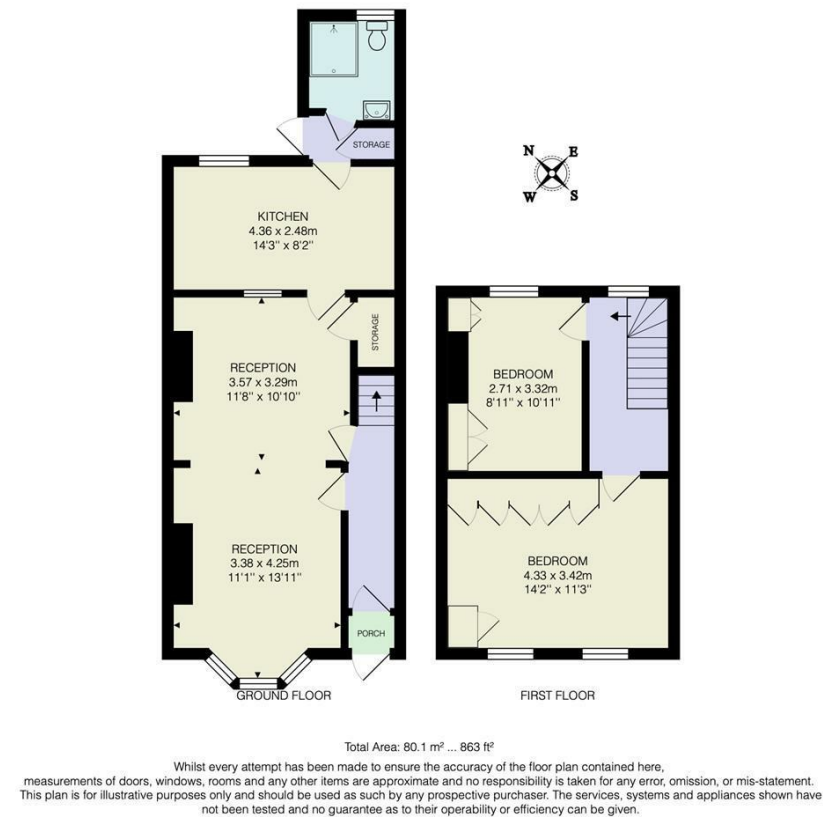 STORAGE
KITCHEN
4.36 x 2.48m
14'3" x 8'2"
N E
W S
RECEPTION
3.57 x 3.29m
11'8" x 10'10"
STORAGE
RECEPTION
3.38 x 4.25m
11'1" x 13'11"
PORCH
GROUND FLOOR
BEDROOM
2.71 x 3.32m
8'11" x 10'11"
BEDROOM
4.33 x 3.42m
14'2" x 11'3"
FIRST FLOOR
Total Area: 80.1 m² ... 863 ft²
Whilst every attempt has been made to ensure the accuracy of the floor plan contained here,
measurements of doors, windows, rooms and any other items are approximate and no responsibility is taken for any error, omission, or mis-statement.
This plan is for illustrative purposes only and should be used as such by any prospective purchaser. The services, systems and appliances shown have
not been tested and no guarantee as to their operability or efficiency can be given.